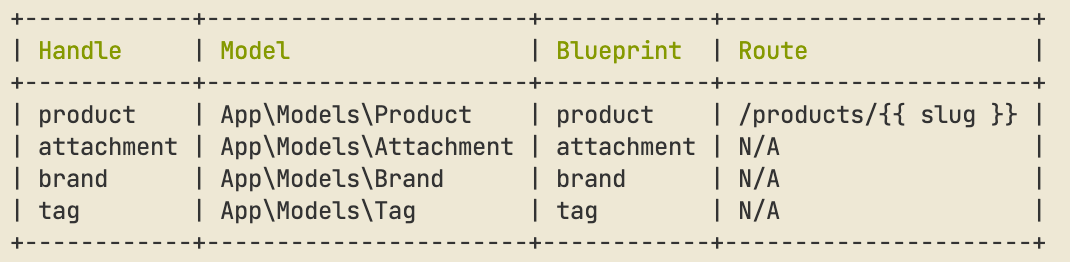 +------------+-----------------------+------------+----------------------+
| Handle     | Model                 | Blueprint  | Route                |
+------------+-----------------------+------------+----------------------+
| product    | App\Models\Product    | product    | /products/{{ slug }} |
| attachment | App\Models\Attachment | attachment | N/A                  |
| brand      | App\Models\Brand      | brand      | N/A                  |
| tag        | App\Models\Tag        | tag        | N/A                  |
+------------+-----------------------+------------+----------------------+